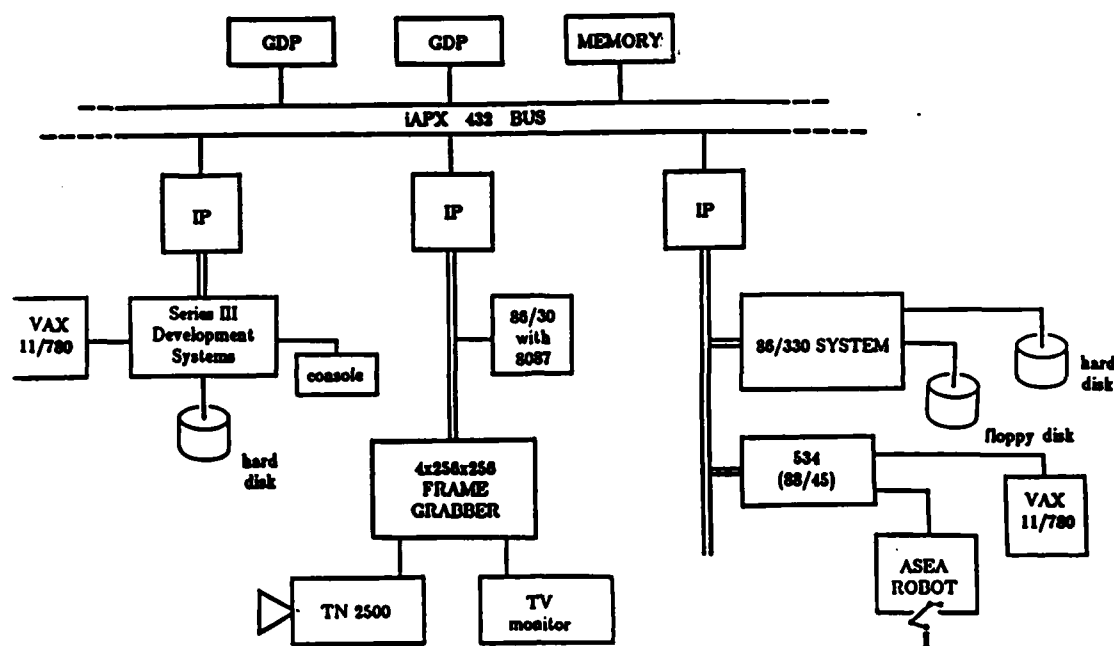 GDP
GDP
MEMORY
iAPX 432 BUS
IP
IP
IP
VAX
11/780
Series III
Development
Systems
console
hard
disk
86/30
with
8087
4x256x256
FRAME
GRABBER
TN 2500
TV
monitor
86/330 SYSTEM
hard
disk
floppy disk
534
(88/45)
VAX
11/780
ASEA
ROBOT